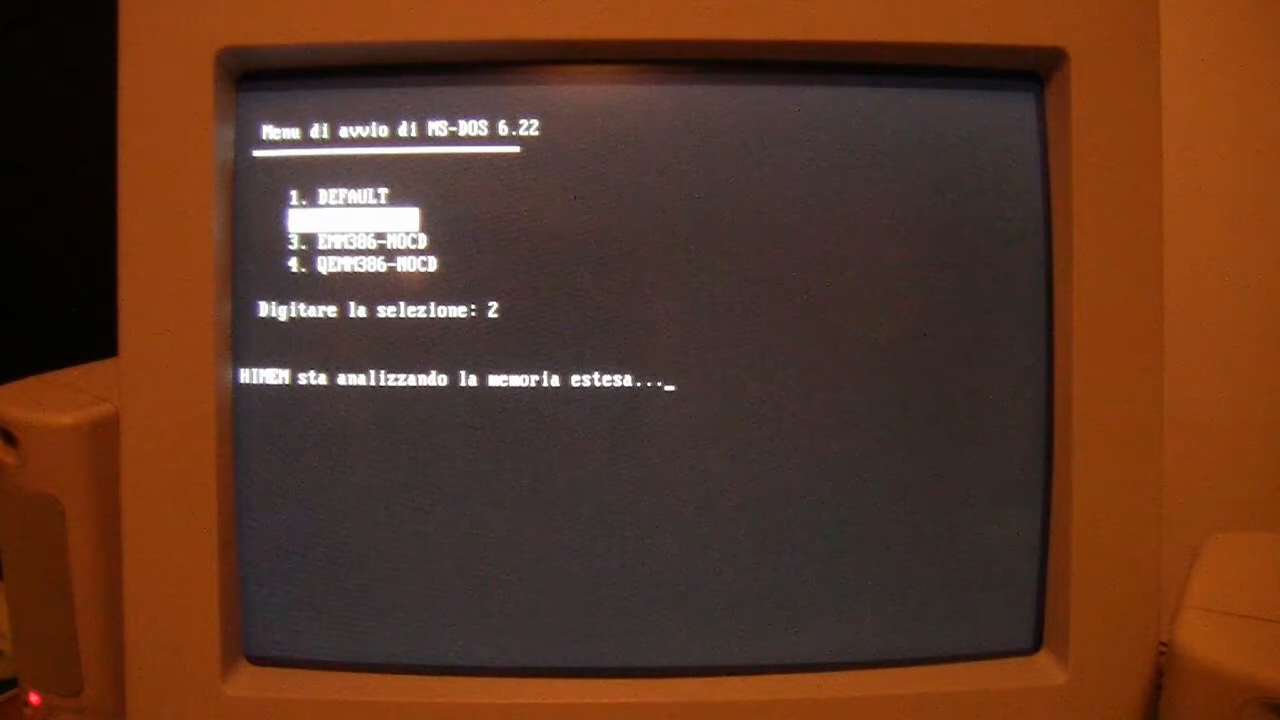 Menu di avvio di MS-DOS 6.22
1. DEFAULT
3. EMM386-NOCD
4. QEMM386-NOCD
Digitare la selezione: 2
HIMEM sta analizzando la memoria estesa..._